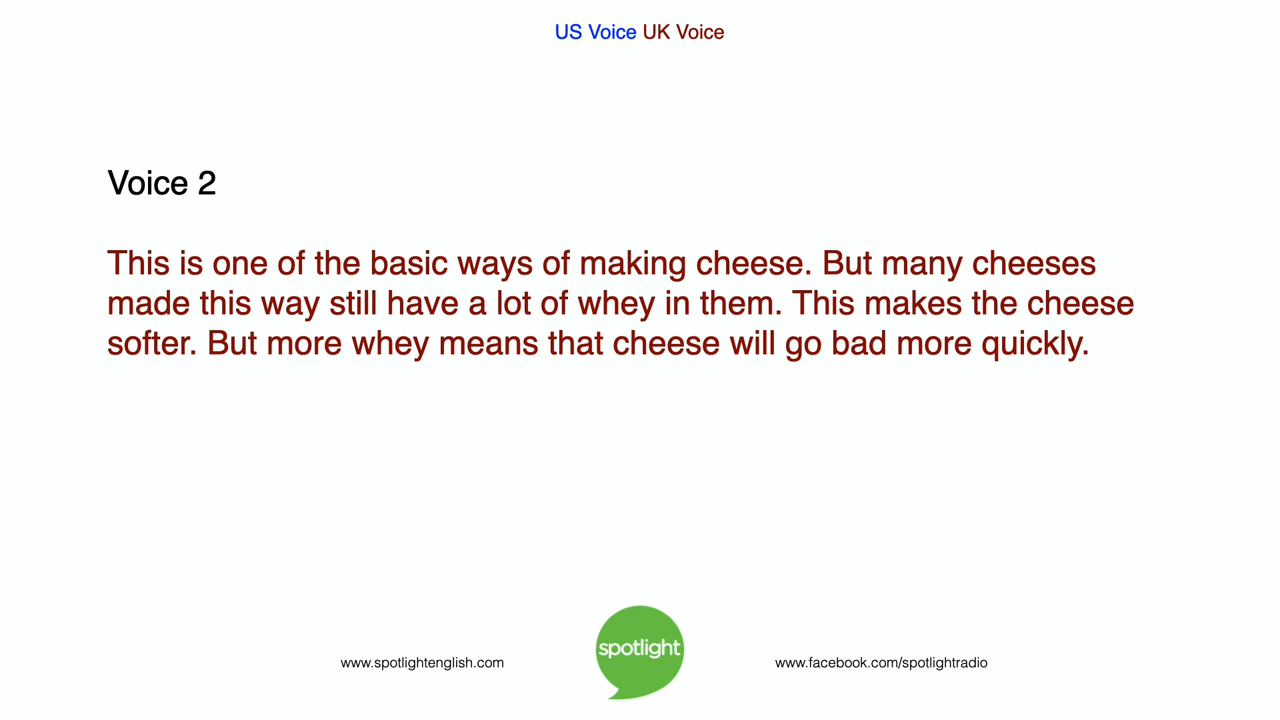 US Voice UK Voice
Voice 2
This is one of the basic ways of making cheese. But many cheeses
made this way still have a lot of whey in them. This makes the cheese
softer. But more whey means that cheese will go bad more quickly.
spotlight
www.spotlightenglish.com
www.facebook.com/spotlightradio